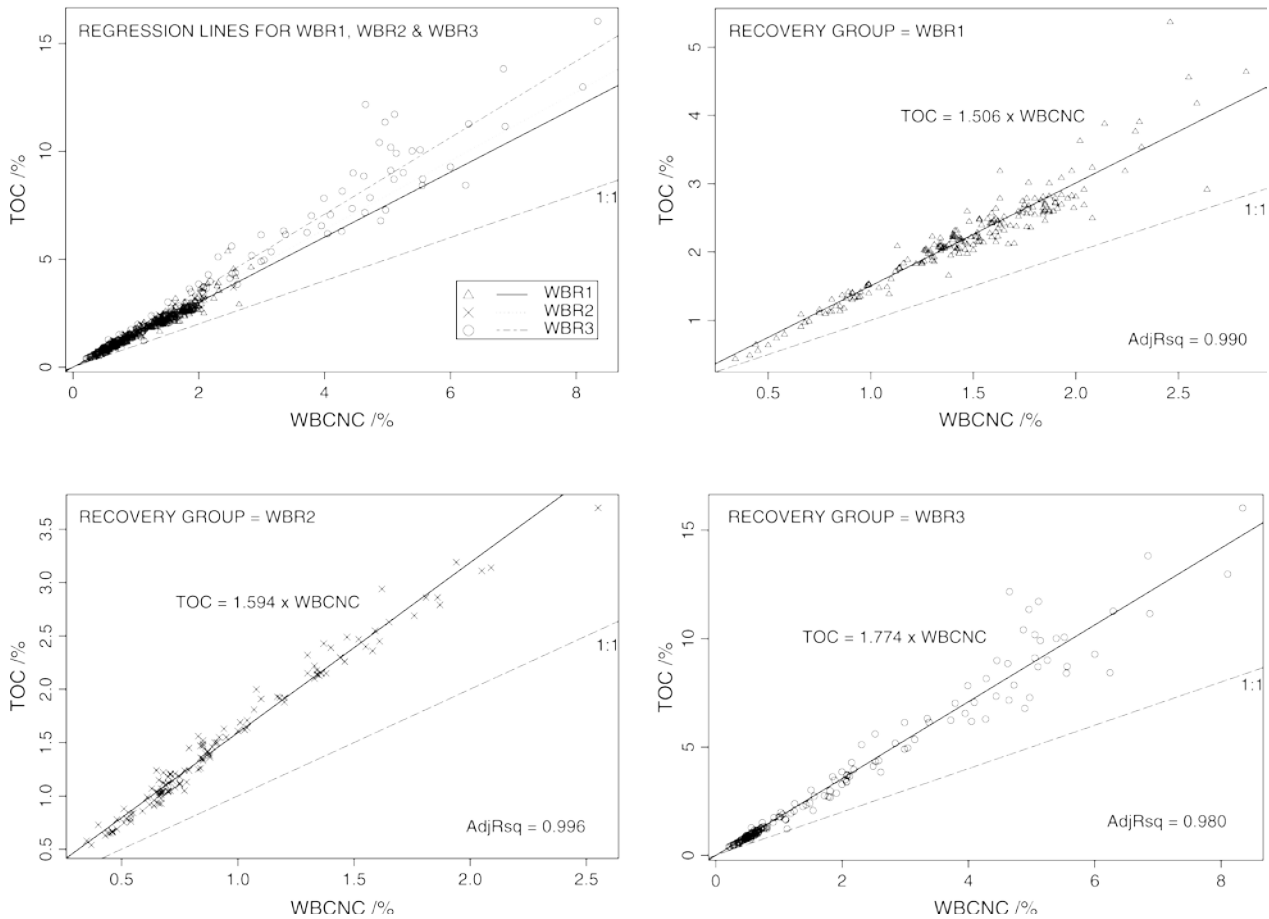 REGRESSION LINES FOR WBR1, WBR2 & WBR3
TOC /%
15
10
5
0
1:1
WBR1
WBR2
WBR3
0 2 4 6 8
WBCNC /%
RECOVERY GROUP = WBR1
TOC /%
5
4
3
2
1
TOC = 1.506 x WBCNC
1:1
AdjRsq = 0.990
0.5 1.0 1.5 2.0 2.5
WBCNC /%
RECOVERY GROUP = WBR2
TOC /%
3.5
3.0
2.5
2.0
1.5
1.0
0.5
TOC = 1.594 x WBCNC
1:1
AdjRsq = 0.996
0.5 1.0 1.5 2.0 2.5
WBCNC /%
RECOVERY GROUP = WBR3
TOC /%
15
10
5
0
TOC = 1.774 x WBCNC
1:1
AdjRsq = 0.980
0 2 4 6 8
WBCNC /%